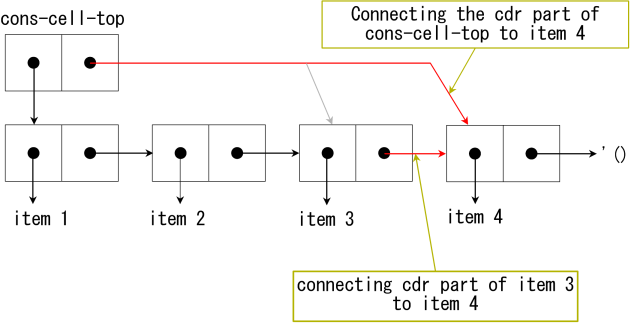 cons-cell-top
Connecting the cdr part of
cons-cell-top to item 4
'()
item 1
item 2
item 3
item 4
connecting cdr part of item 3
to item 4